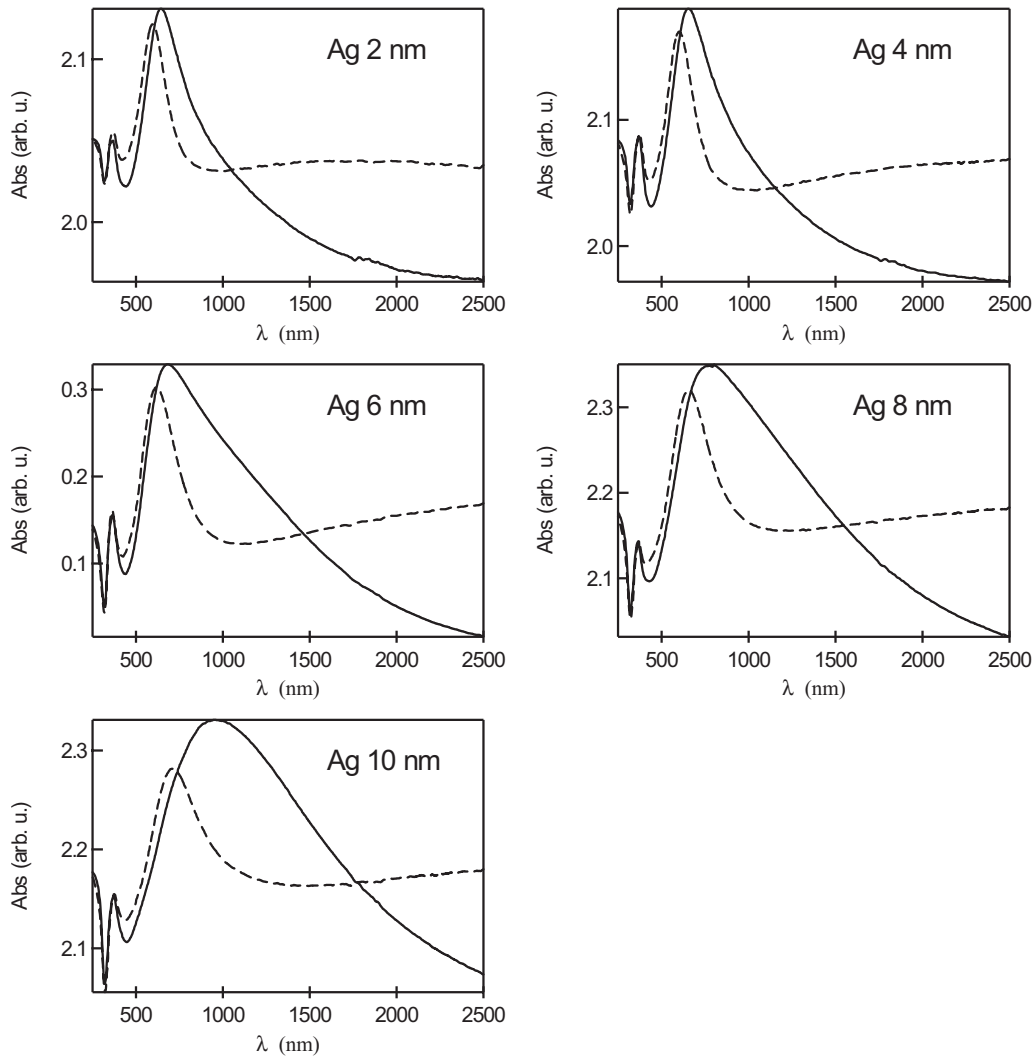 Ag 2 nm
2.1
2.0
Abs (arb. u.)
500 1000 1500 2000 2500
λ (nm)
Ag 4 nm
2.1
2.0
Abs (arb. u.)
500 1000 1500 2000 2500
λ (nm)
Ag 6 nm
0.3
0.2
0.1
Abs (arb. u.)
500 1000 1500 2000 2500
λ (nm)
Ag 8 nm
2.3
2.2
2.1
Abs (arb. u.)
500 1000 1500 2000 2500
λ (nm)
Ag 10 nm
2.3
2.2
2.1
Abs (arb. u.)
500 1000 1500 2000 2500
λ (nm)